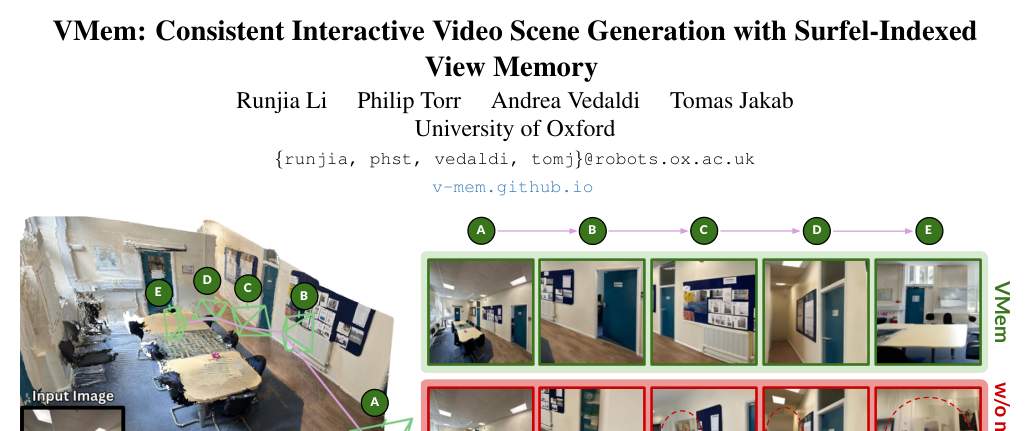 VMem: Consistent Interactive Video Scene Generation with Surfel-Indexed
View Memory
Runjia Li Philip Torr Andrea Vedaldi Tomas Jakab
University of Oxford
{runjia, phst, vedaldi, tomj}@robots.ox.ac.uk
v-mem.github.io
A B C D E
VMem
E D C B
A
Input Image
w/o